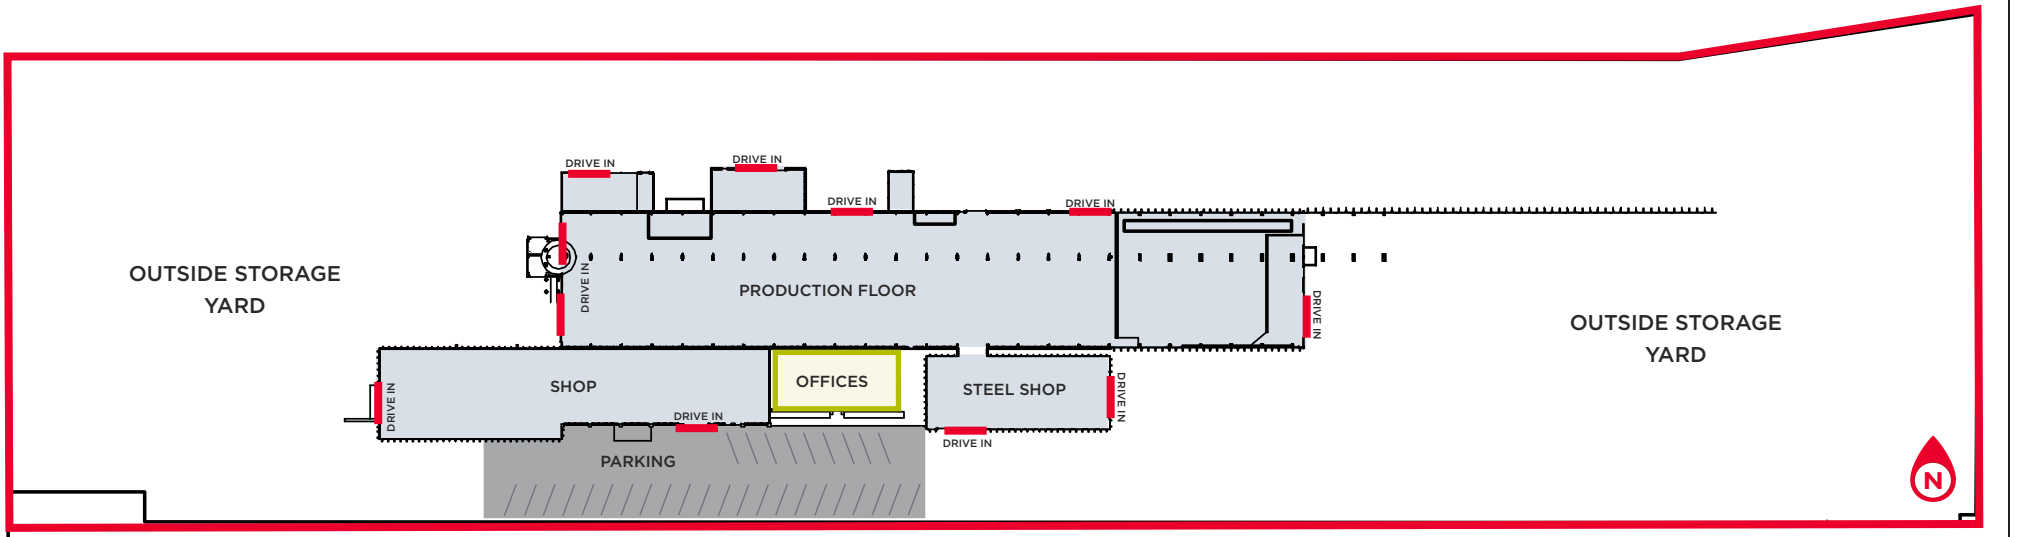 DRIVE IN
DRIVE IN
DRIVE IN
DRIVE IN
OUTSIDE STORAGE
YARD
DRIVE IN
PRODUCTION FLOOR
DRIVE IN
OUTSIDE STORAGE
YARD
SHOP
OFFICES
STEEL SHOP
DRIVE IN
DRIVE IN
DRIVE IN
DRIVE IN
PARKING
N